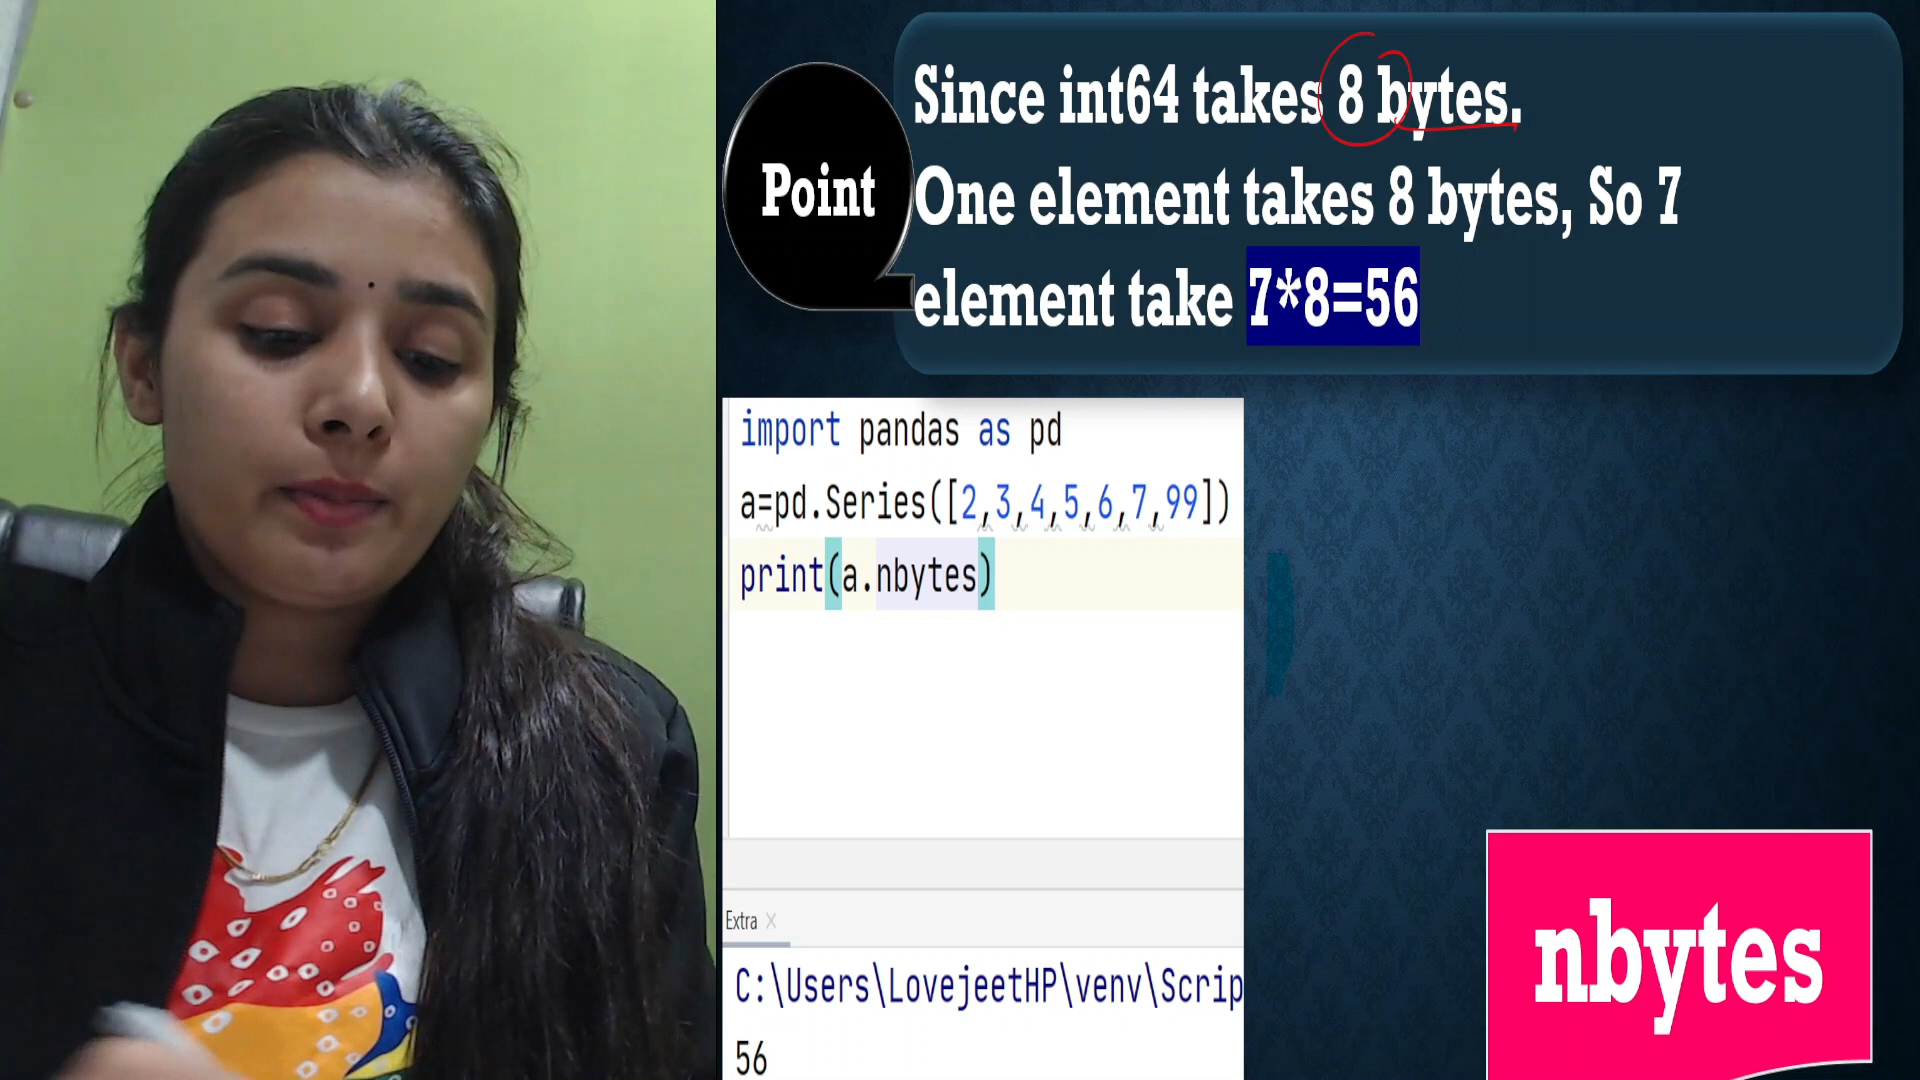 Since int64 takes 8 bytes.
Point
One element takes 8 bytes, So 7
element take 7*8=56
import pandas as pd
a=pd.Series([2,3,4,5,6,7,99])
print(a.nbytes)
Extra
C:\Users\LovejeetHP\venv\Scrip
56
nbytes